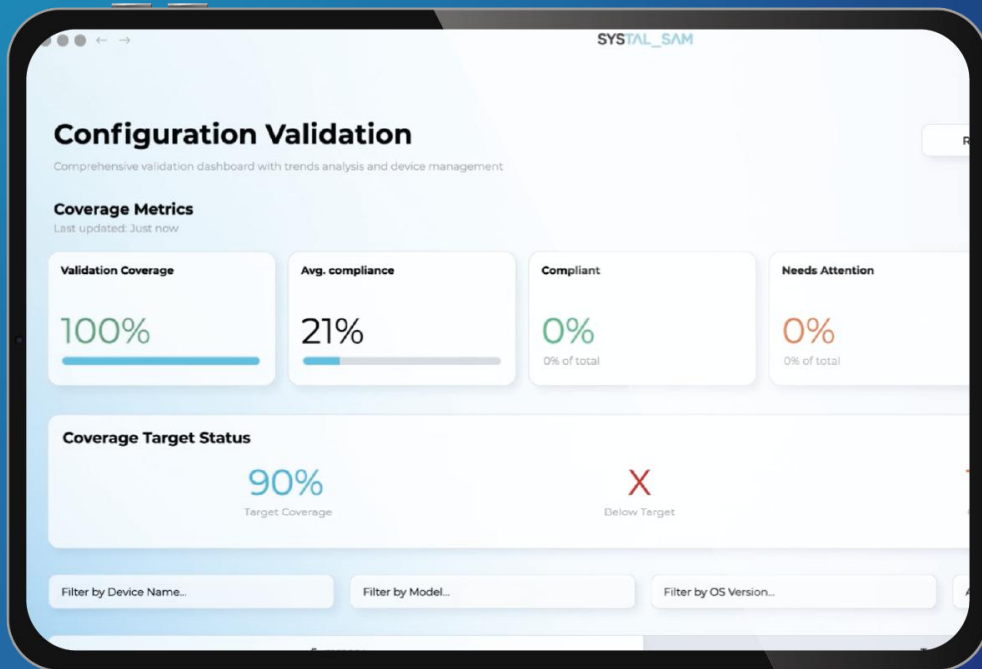 SYSTAL_SAM
Configuration Validation
Comprehensive validation dashboard with trends analysis and device management
Coverage Metrics
Last updated: Just now
Validation Coverage
100%
Avg. compliance
21%
Compliant
0%
0% of total
Needs Attention
0%
0% of total
Coverage Target Status
90%
Target Coverage
X
Below Target
Filter by Device Name...
Filter by Model...
Filter by OS Version...